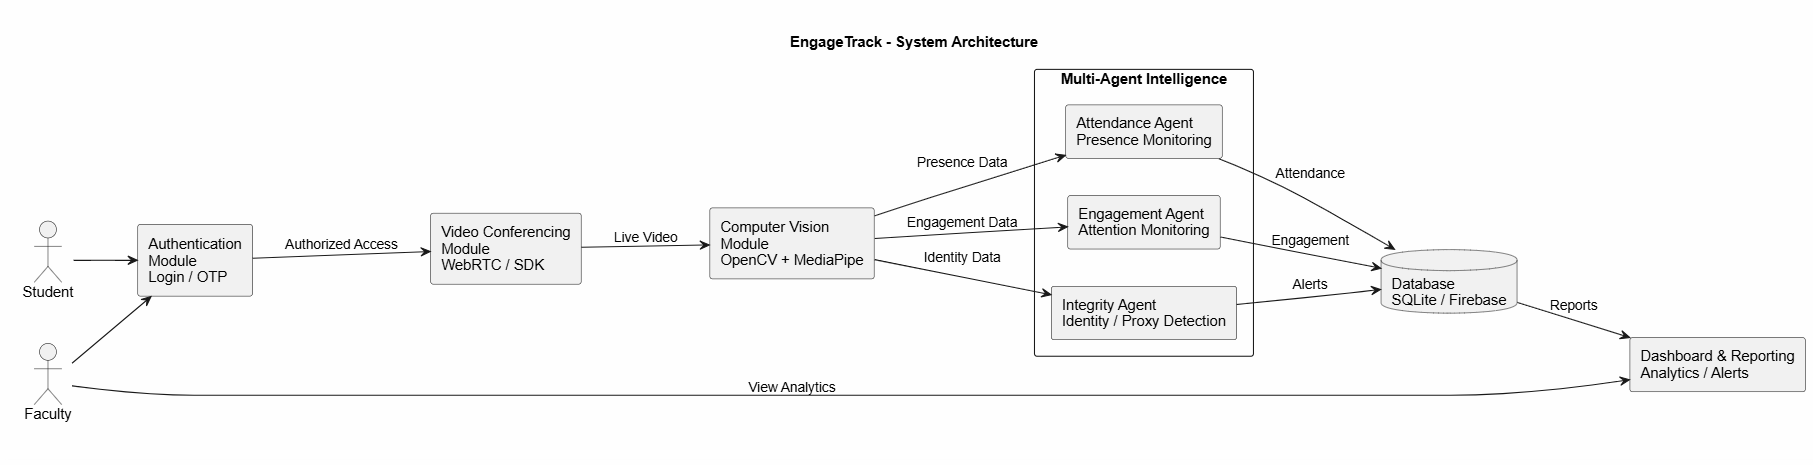 EngageTrack - System Architecture
Multi-Agent Intelligence
Attendance Agent
Presence Monitoring
Presence Data
Attendance
Engagement Agent
Attention Monitoring
Engagement Data
Engagement
Computer Vision
Module
OpenCV + MediaPipe
Video Conferencing
Module
WebRTC / SDK
Authentication
Module
Login / OTP
Authorized Access
Live Video
Identity Data
Student
Integrity Agent
Identity / Proxy Detection
Alerts
Database
SQLite / Firebase
Reports
Dashboard & Reporting
Analytics / Alerts
View Analytics
Faculty